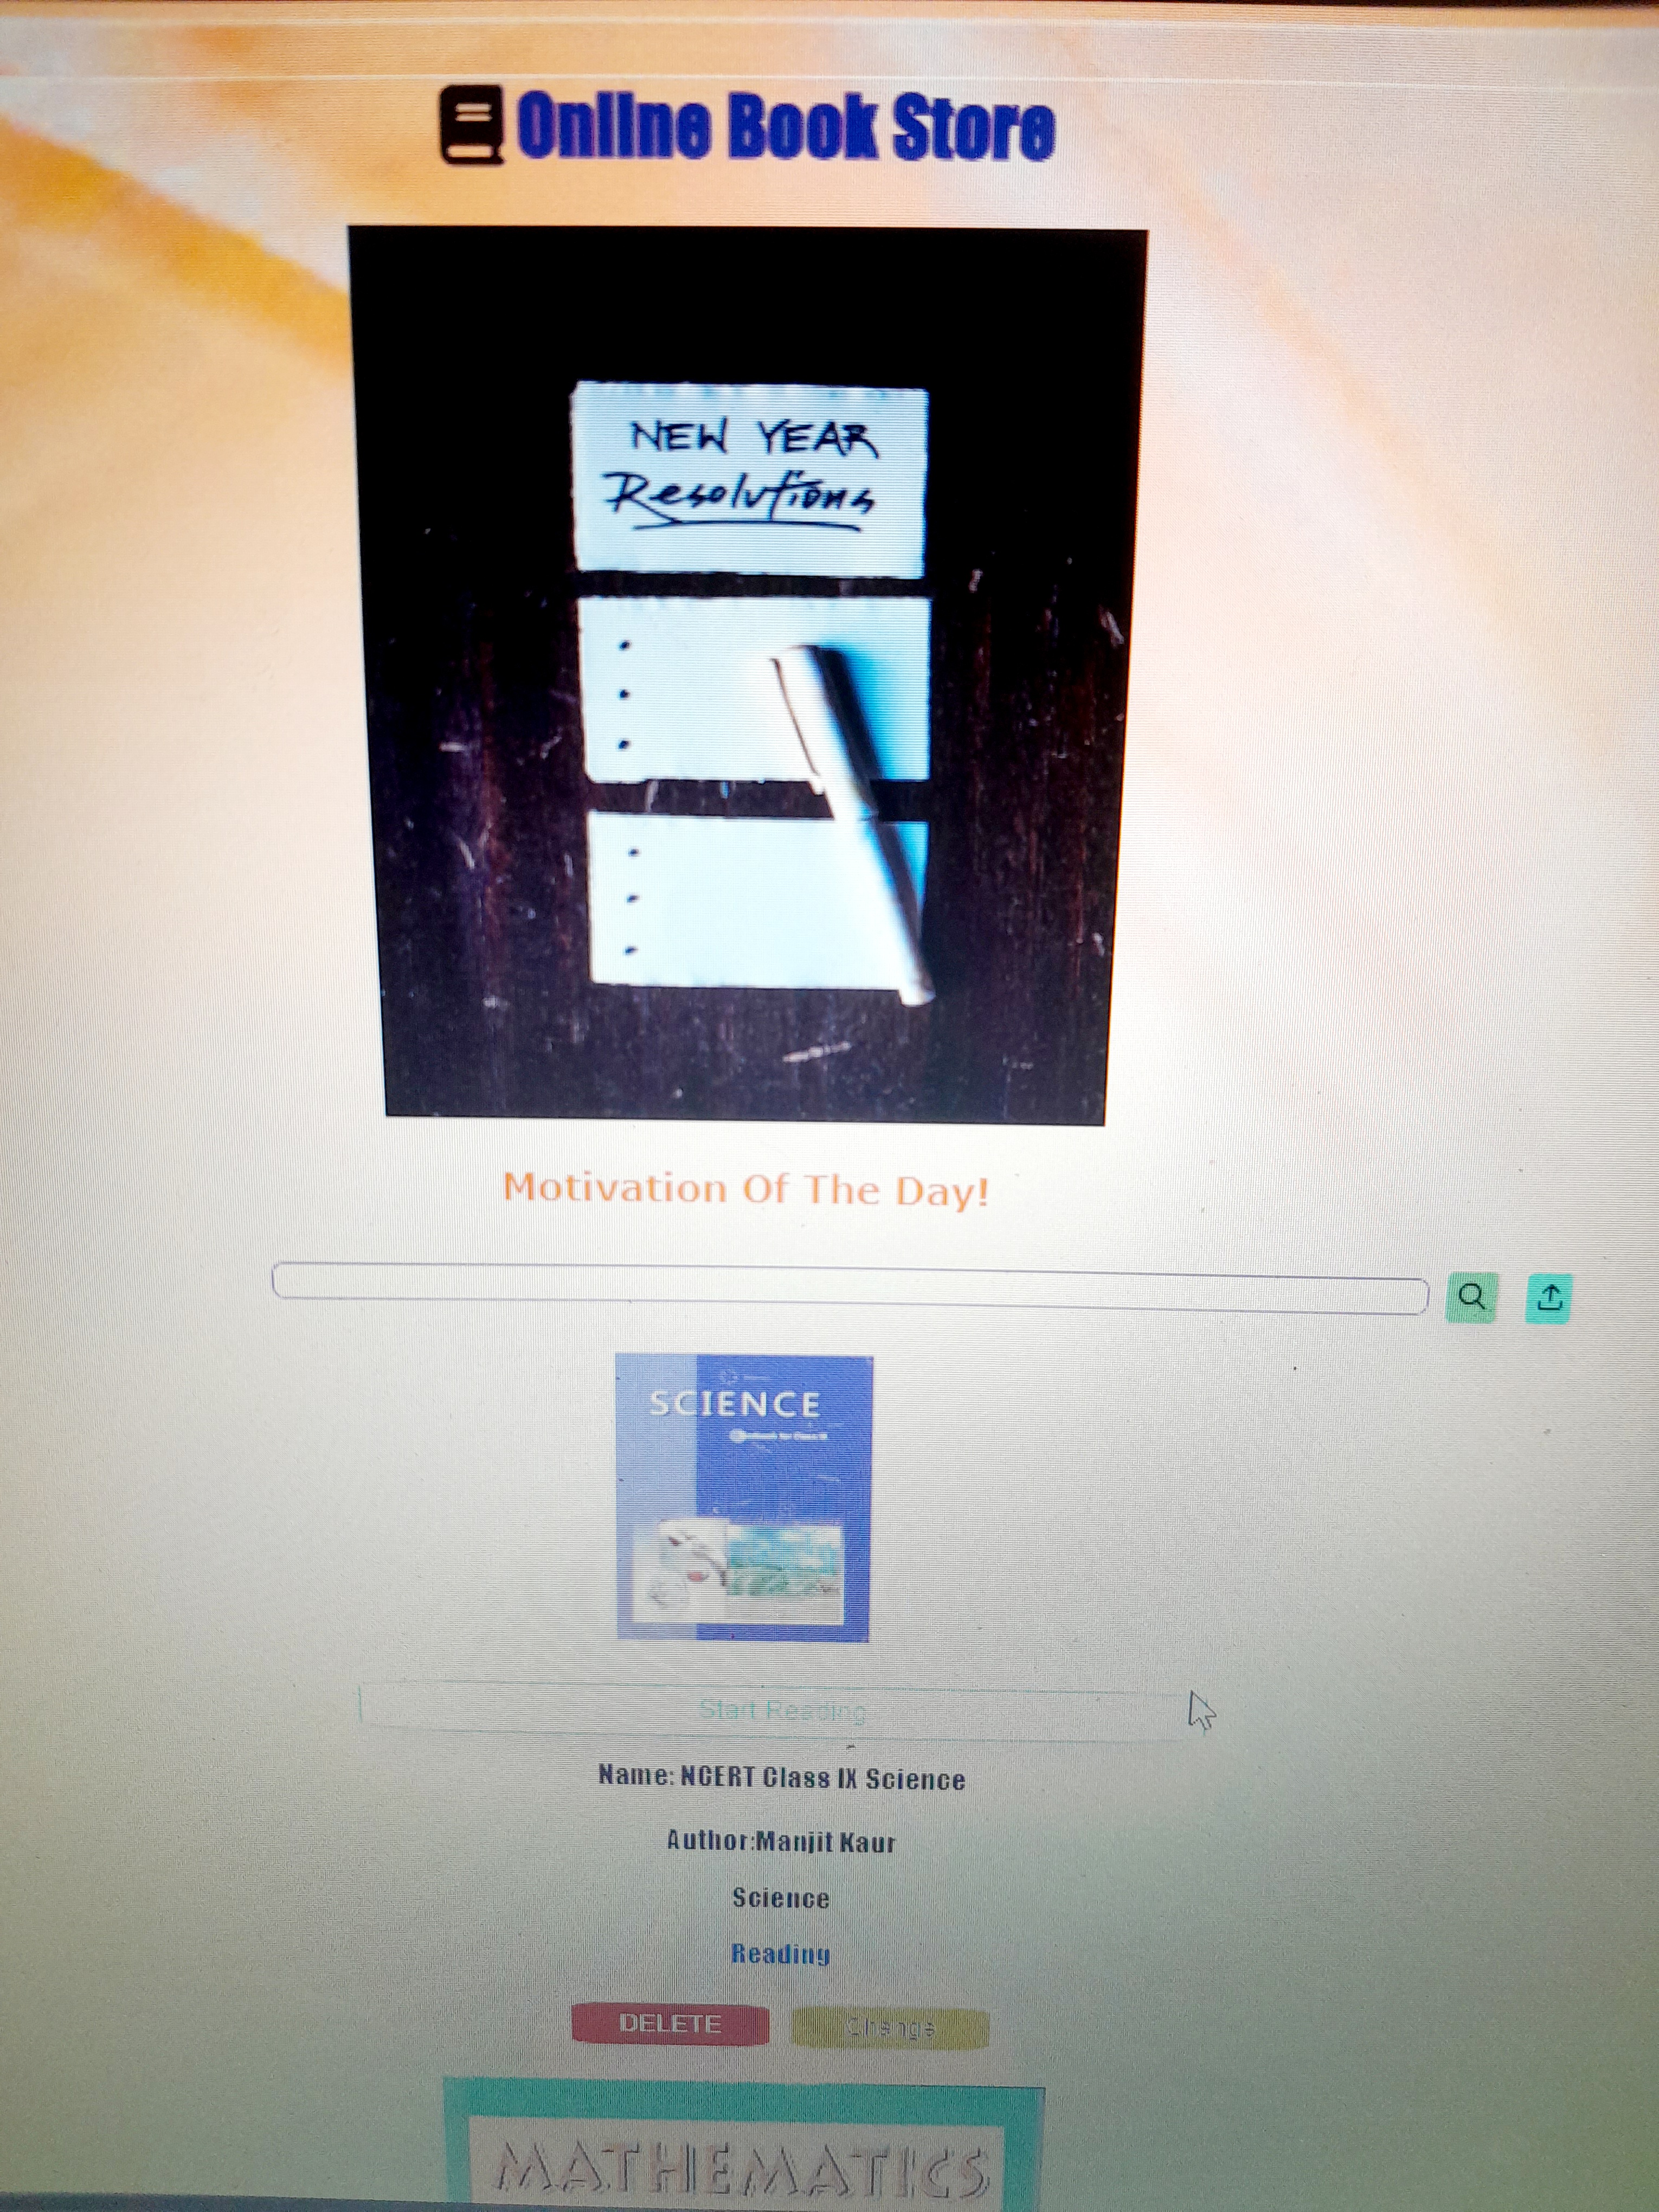 Online Book Store
NEW YEAR
Resolutions
Motivation Of The Day!
SCIENCE
Start Reading
Name: NCERT Class IX Science
Author:Manjit Kaur
Science
Reading
DELETE
Change
MATHEMATICS